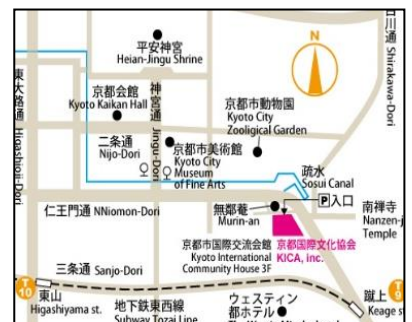 平安神宮
Heian-Jingu Shrine
N
白川通 Shirakawa-Dori
東大路通 Higashioji-Dori
京都会館
Kyoto Kaikan Hall
神宮通 Jingu-Dori
京都市動物園
Kyoto City
Zooligical Garden
二条通
Nijo-Dori
京都市美術館
Kyoto City
Museum
of Fine Arts
疏水
Sosui Canal
P入口
仁王門通 NNiomon-Dori
無鄰菴
Murin-an
南禅寺
Nanzen-j
Temple
京都市国際交流会館
Kyoto International
Community House 3F
京都国際文化協会
KICA, inc.
三条通 Sanjo-Dori
T
10
東山
Higashiyama st.
地下鉄東西線
Subway Tozai Line
ウェスティン
都ホテル
T
9
蹴上
Keage st